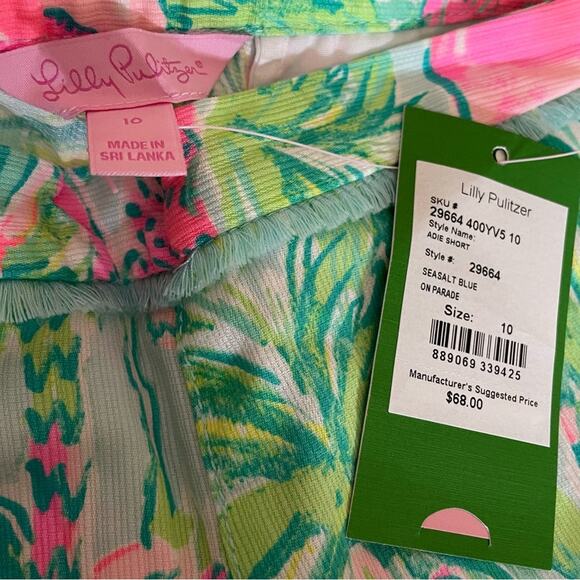 Lilly Pulitzer®
10
MADE IN
SRI LANKA
Lilly Pulitzer
SKU #
29664 400YV5 10
Style Name:
ADIE SHORT
Style #: 29664
SEASALT BLUE
ON PARADE
Size: 10
889069 339425
Manufacturer's Suggested Price
$68.00